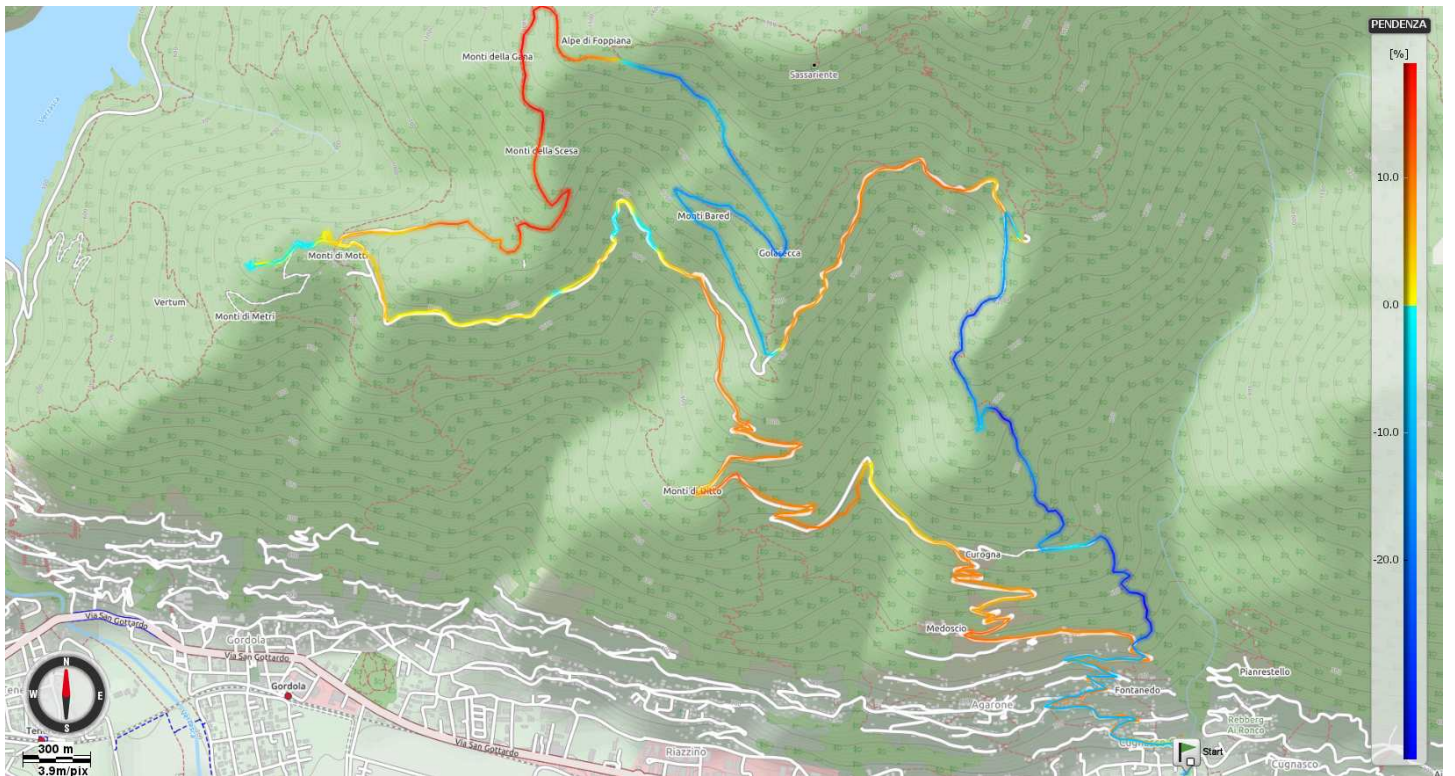 PENDENZA
[%]
10.0
0.0
-10.0
-20.0
Alpe di Foppiana
Monti della Gana
Sassariente
Monti della Scesa
Monti Bared
Monti di Motti
Vertum
Monti di Metri
Monti di Ditto
Curogna
Medoscio
Via San Gottardo
Gordola
Via San Gottardo
Gordola
Pianrestello
Fontanedo
Agarone
Rebberg
Al Ronco
Via San Gottardo
Riazzino
Cugnasco
Start
Cugnasco
N
W
E
S
300 m
3.9m/pix